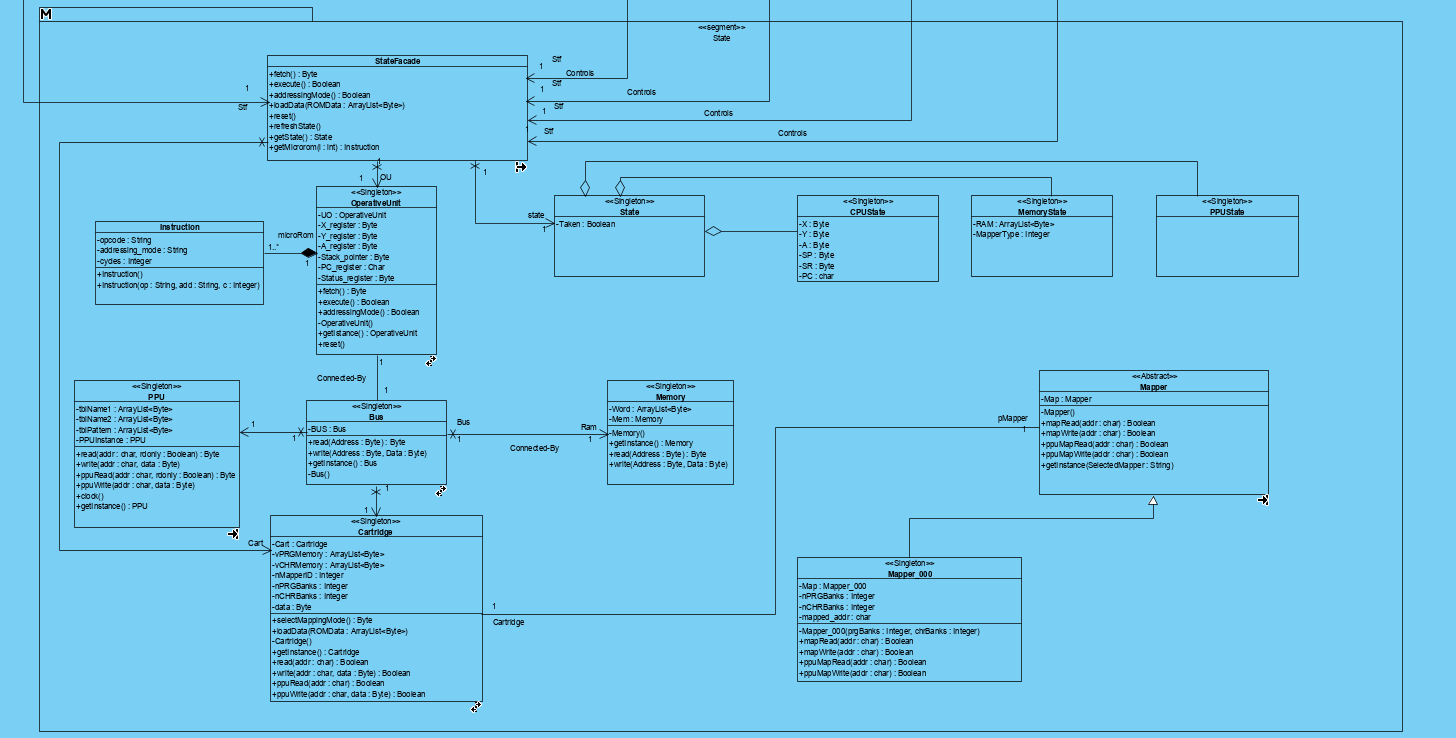 M
<<segment>>
State
StateFacade
+fetch() : Byte
+execute() : Boolean
+addressingMode() : Boolean
+loadData(ROMData : ArrayList<Byte>)
+reset()
+refreshState()
+getState() : State
+getMicrorom(i : int) : Instruction
1
Stf
Stf
1
Controls
Stf
1
Controls
Stf
1
Controls
Stf
1
Controls
1
1
OU
1
state
1
<<Singleton>>
OperativeUnit
-UO : OperativeUnit
-X_register : Byte
-Y_register : Byte
-A_register : Byte
-Stack_pointer : Byte
-PC_register : Char
-Status_register : Byte
+fetch() : Byte
+execute() : Boolean
+addressingMode() : Boolean
-OperativeUnit()
+getIstance() : OperativeUnit
+reset()
Instruction
-opcode : String
-addressing_mode : String
-cycles : Integer
+Instruction()
+Instruction(op : String, add : String, c : Integer)
microRom
1..*
1
<<Singleton>>
State
-Taken : Boolean
<<Singleton>>
CPUState
-X : Byte
-Y : Byte
-A : Byte
-SP : Byte
-SR : Byte
-PC : char
<<Singleton>>
MemoryState
-RAM : ArrayList<Byte>
-MapperType : Integer
<<Singleton>>
PPUState
1
Connected-By
1
<<Singleton>>
PPU
-tblName1 : ArrayList<Byte>
-tblName2 : ArrayList<Byte>
-tblPattern : ArrayList<Byte>
-PPUInstance : PPU
+read(addr : char, rdonly : Boolean) : Byte
+write(addr : char, data : Byte)
+ppuRead(addr : char, rdonly : Boolean) : Byte
+ppuWrite(addr : char, data : Byte)
+clock()
+getInstance() : PPU
1
1
<<Singleton>>
Bus
-BUS : Bus
+read(Address : Byte) : Byte
+write(Address : Byte, Data : Byte)
+getInstance() : Bus
-Bus()
Bus
1
Connected-By
Ram
1
<<Singleton>>
Memory
-Word : ArrayList<Byte>
-Mem : Memory
-Memory()
+getInstance() : Memory
+read(Address : Byte) : Byte
+write(Address : Byte, Data : Byte)
<<Abstract>>
Mapper
-Map : Mapper
-Mapper()
+mapRead(addr : char) : Boolean
+mapWrite(addr : char) : Boolean
+ppuMapRead(addr : char) : Boolean
+ppuMapWrite(addr : char) : Boolean
+getInstance(SelectedMapper : String)
pMapper
1
1
1
Cart
<<Singleton>>
Cartridge
-Cart : Cartridge
-vPRGMemory : ArrayList<Byte>
-vCHRMemory : ArrayList<Byte>
-nMapperID : Integer
-nPRGBanks : Integer
-nCHRBanks : Integer
-data : Byte
+selectMappingMode() : Byte
+loadData(ROMData : ArrayList<Byte>)
-Cartridge()
+getInstance() : Cartridge
+read(addr : char) : Boolean
+write(addr : char, data : Byte) : Boolean
+ppuRead(addr : char) : Boolean
+ppuWrite(addr : char, data : Byte) : Boolean
1
Cartridge
<<Singleton>>
Mapper_000
-Map : Mapper_000
-nPRGBanks : Integer
-nCHRBanks : Integer
-mapped_addr : char
-Mapper_000(prgBanks : Integer, chrBanks : Integer)
+mapRead(addr : char) : Boolean
+mapWrite(addr : char) : Boolean
+ppuMapRead(addr : char) : Boolean
+ppuMapWrite(addr : char) : Boolean